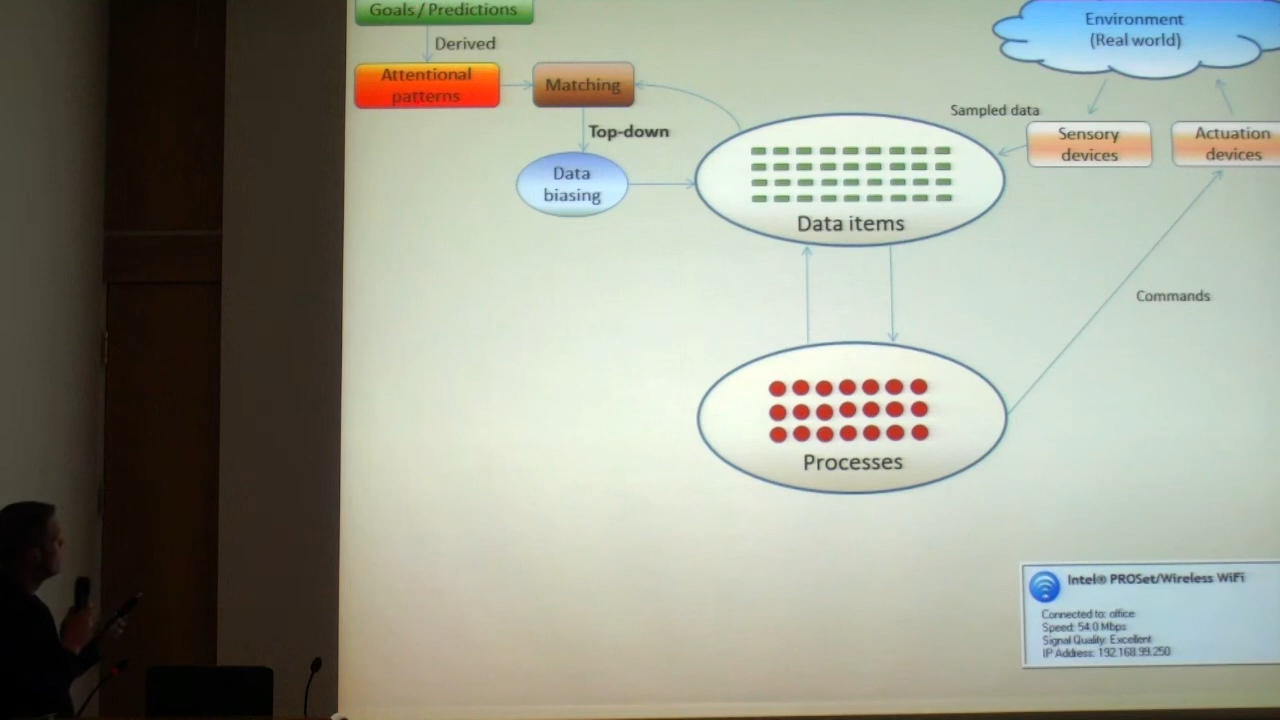 Goals / Predictions
Derived
Attentional
patterns
Matching
Top-down
Data
biasing
Data items
Processes
Environment
(Real world)
Sampled data
Sensory
devices
Actuation
devices
Commands
Intel® PROSet/Wireless WiFi
Connected to: office
Speed: 54.0 Mbps
Signal Quality: Excellent
IP Address: 192.168.99.250